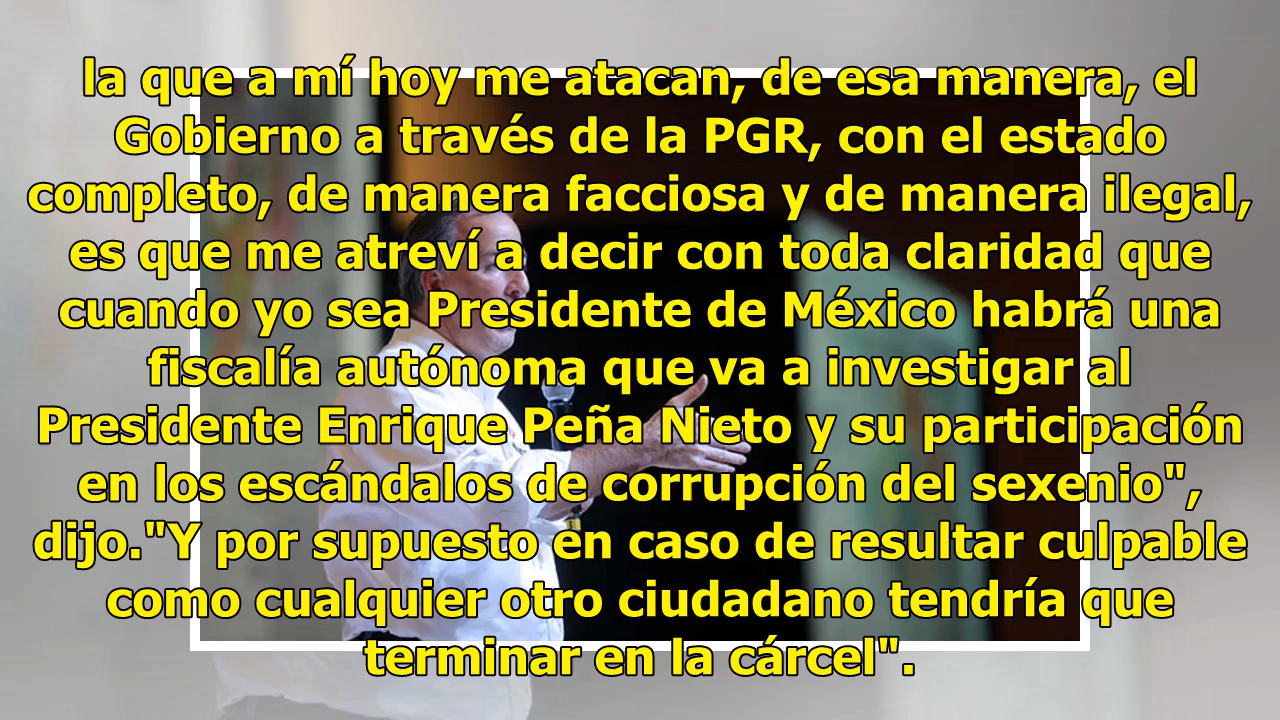 la que a mí hoy me atacan, de esa manera, el
Gobierno a través de la PGR, con el estado
completo, de manera facciosa y de manera ilegal,
es que me atreví a decir con toda claridad que
cuando yo sea Presidente de México habrá una
fiscalía autónoma que va a investigar al
Presidente Enrique Peña Nieto y su participación
en los escándalos de corrupción del sexenio",
dijo."Y por supuesto en caso de resultar culpable
como cualquier otro ciudadano tendría que
terminar en la cárcel".